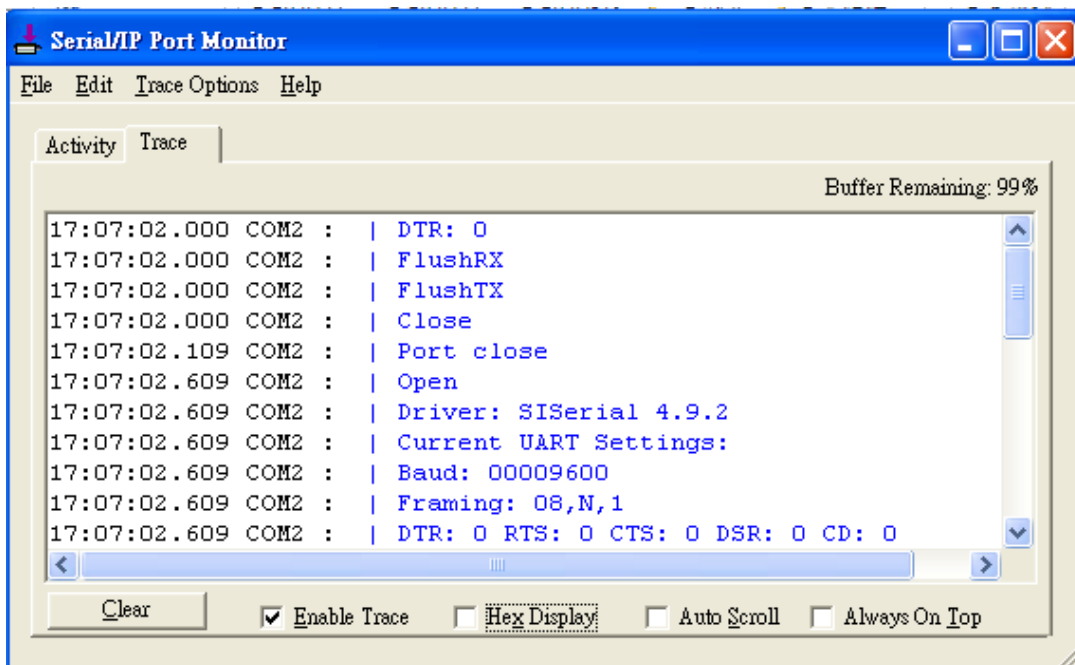 Serial/IP Port Monitor
File Edit Trace Options Help
Activity Trace
Buffer Remaining: 99%
17:07:02.000 COM2 : | DTR: 0
17:07:02.000 COM2 : | FlushRX
17:07:02.000 COM2 : | FlushTX
17:07:02.000 COM2 : | Close
17:07:02.109 COM2 : | Port close
17:07:02.609 COM2 : | Open
17:07:02.609 COM2 : | Driver: SISerial 4.9.2
17:07:02.609 COM2 : | Current UART Settings:
17:07:02.609 COM2 : | Baud: 00009600
17:07:02.609 COM2 : | Framing: 08,N,1
17:07:02.609 COM2 : | DTR: 0 RTS: 0 CTS: 0 DSR: 0 CD: 0
Clear Enable Trace Hex Display Auto Scroll Always On Top